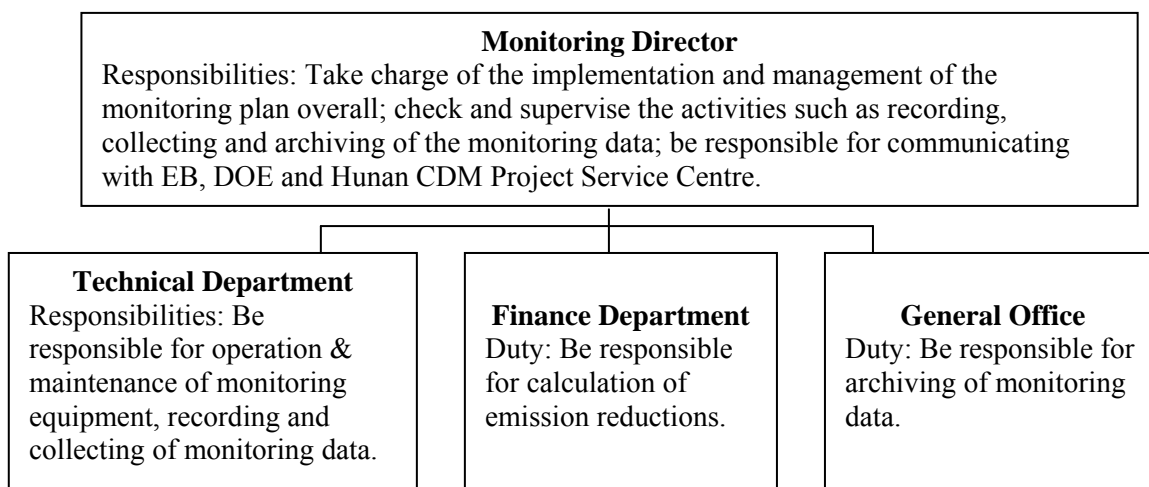 Monitoring Director
Responsibilities: Take charge of the implementation and management of the
monitoring plan overall; check and supervise the activities such as recording,
collecting and archiving of the monitoring data; be responsible for communicating
with EB, DOE and Hunan CDM Project Service Centre.
Technical Department
Responsibilities: Be
responsible for operation &
maintenance of monitoring
equipment, recording and
collecting of monitoring data.
Finance Department
Duty: Be responsible
for calculation of
emission reductions.
General Office
Duty: Be responsible for
archiving of monitoring
data.